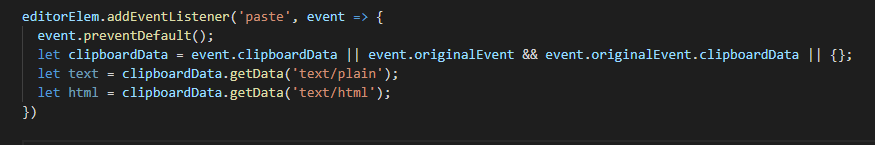 editorElem.addEventListener('paste', event => {
  event.preventDefault();
  let clipboardData = event.clipboardData || event.originalEvent && event.originalEvent.clipboardData || {};
  let text = clipboardData.getData('text/plain');
  let html = clipboardData.getData('text/html');
})